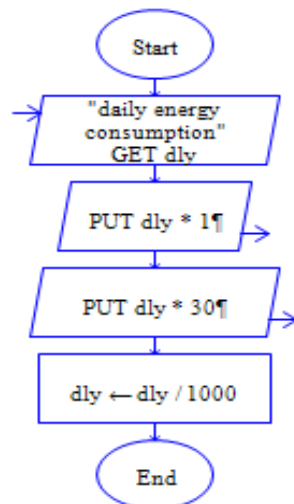 Start
"daily energy
consumption"
GET dly
PUT dly * 1¶
PUT dly * 30¶
dly ← dly / 1000
End